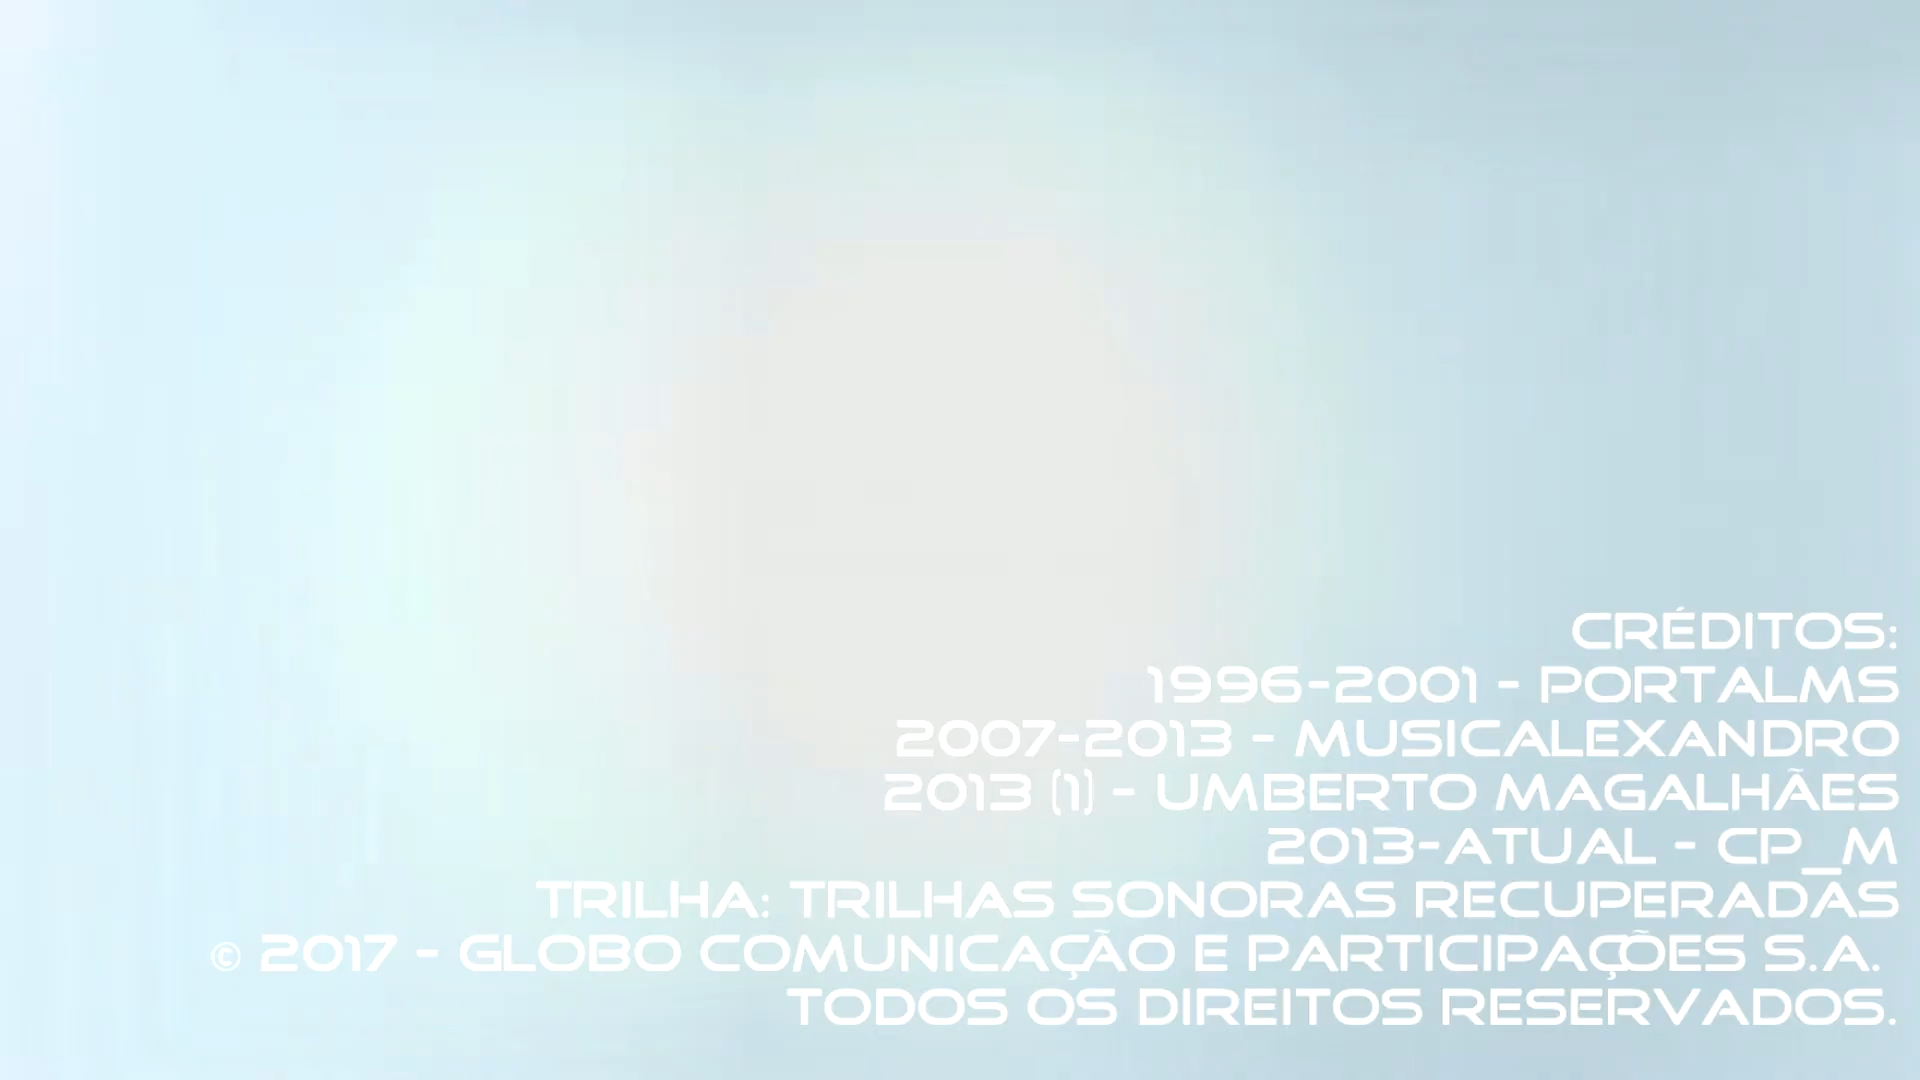 CRÉDITOS:
1996-2001 - PORTALMS
2007-2013 - MUSICALEXANDRO
2013 (1) - UMBERTO MAGALHÃES
2013-ATUAL - CP_M
TRILHA: TRILHAS SONORAS RECUPERADAS
© 2017 - GLOBO COMUNICAÇÃO E PARTICIPAÇÕES S.A.
TODOS OS DIREITOS RESERVADOS.